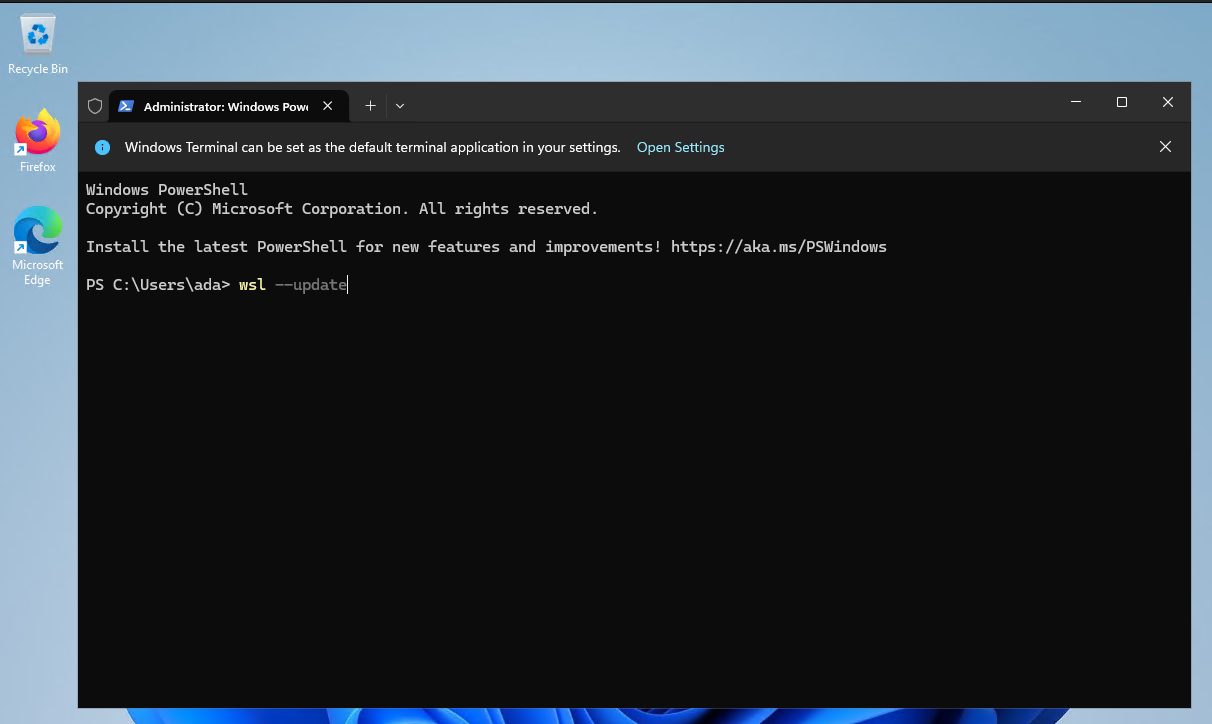 Recycle Bin
Firefox
Microsoft
Edge
Administrator: Windows Powe
Windows Terminal can be set as the default terminal application in your settings. Open Settings
Windows PowerShell
Copyright (C) Microsoft Corporation. All rights reserved.
Install the latest PowerShell for new features and improvements! https://aka.ms/PSWindows
PS C:\Users\ada> wsl --update